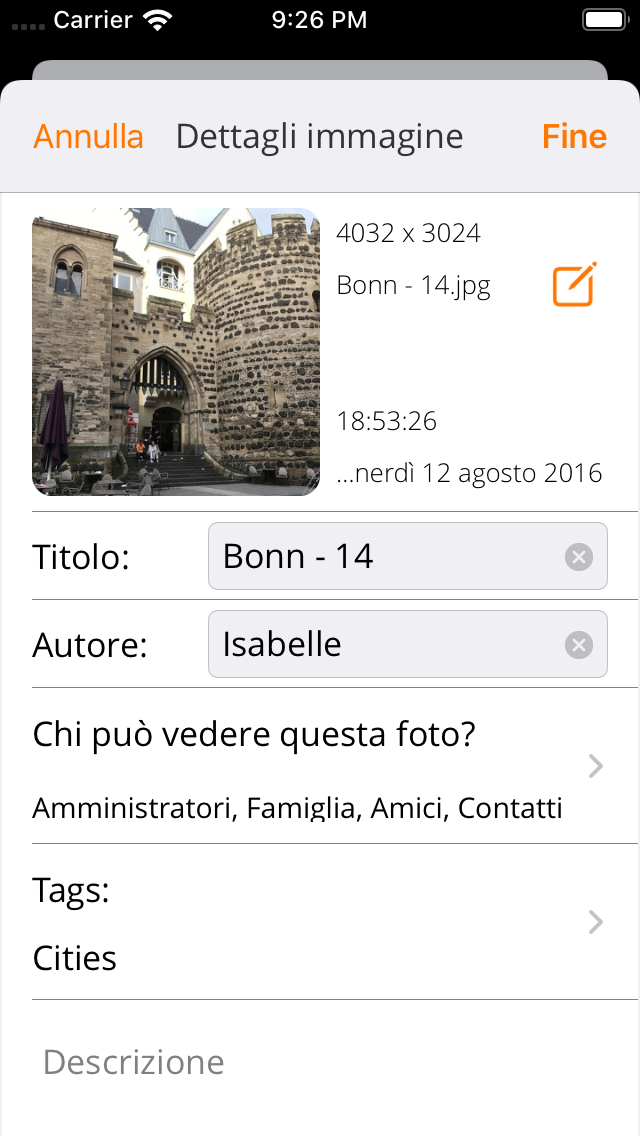 Carrier 9:26 PM
Annulla Dettagli immagine Fine
4032 x 3024
Bonn - 14.jpg
18:53:26
...nerdì 12 agosto 2016
Titolo: Bonn - 14
Autore: Isabelle
Chi può vedere questa foto?
Amministratori, Famiglia, Amici, Contatti
Tags:
Cities
Descrizione